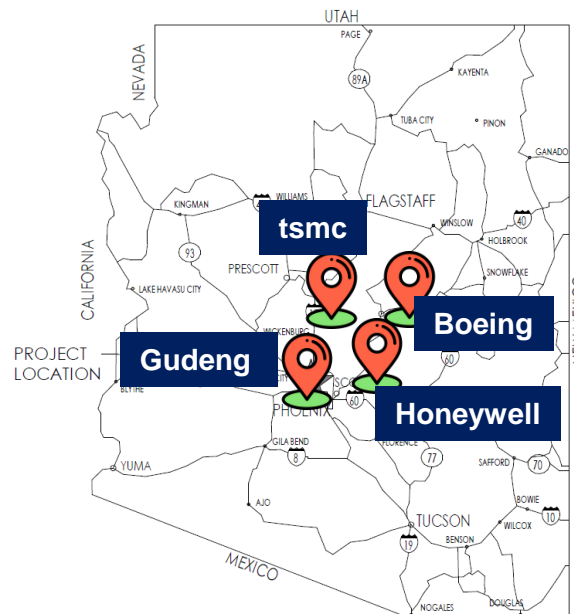 UTAH
PAGE
NEVADA
KAYENTA
89A
TUBA CITY
PINON
GANADO
WILLIAMS
FLAGSTAFF
KINGMAN
tsmc
WINSLOW
40
HOLBROOK
93
PRESCOTT
SNOWFLAKE
CALIFORNIA
LAKE HAVASU CITY
Boeing
WICKENBURG
PROJECT
LOCATION
Gudeng
60
BLYTHE
PHOENIX
60
Honeywell
GILA BEND
FLORENCE
8
77
YUMA
SAFFORD
70
AJO
BOWIE
TUCSON
WILCOX
10
19
BENSON
MEXICO
DOUGLAS
NOGALES